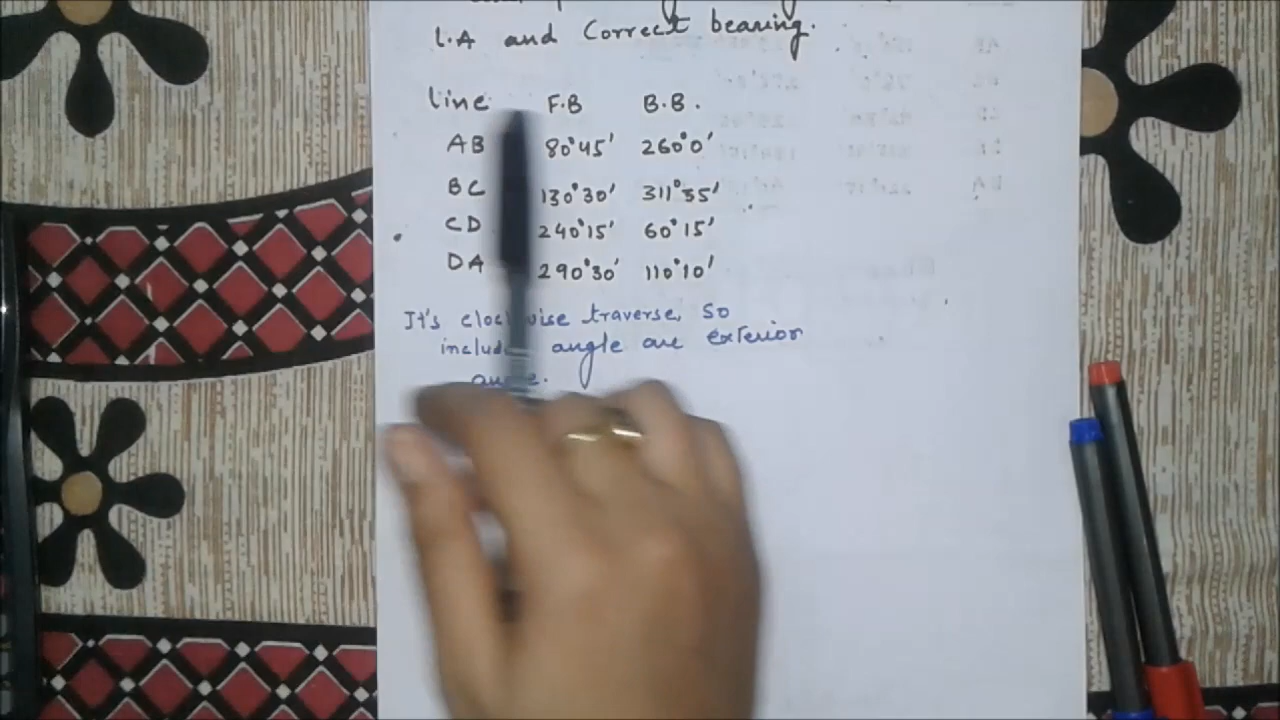 L.A and Correct bearing.
line F.B B.B.
AB 80°45' 260°0'
BC 130°30' 311°35'
CD 240°15' 60°15'
DA 290°30' 110°10'
It's clockwise traverse, so
angle are exterior